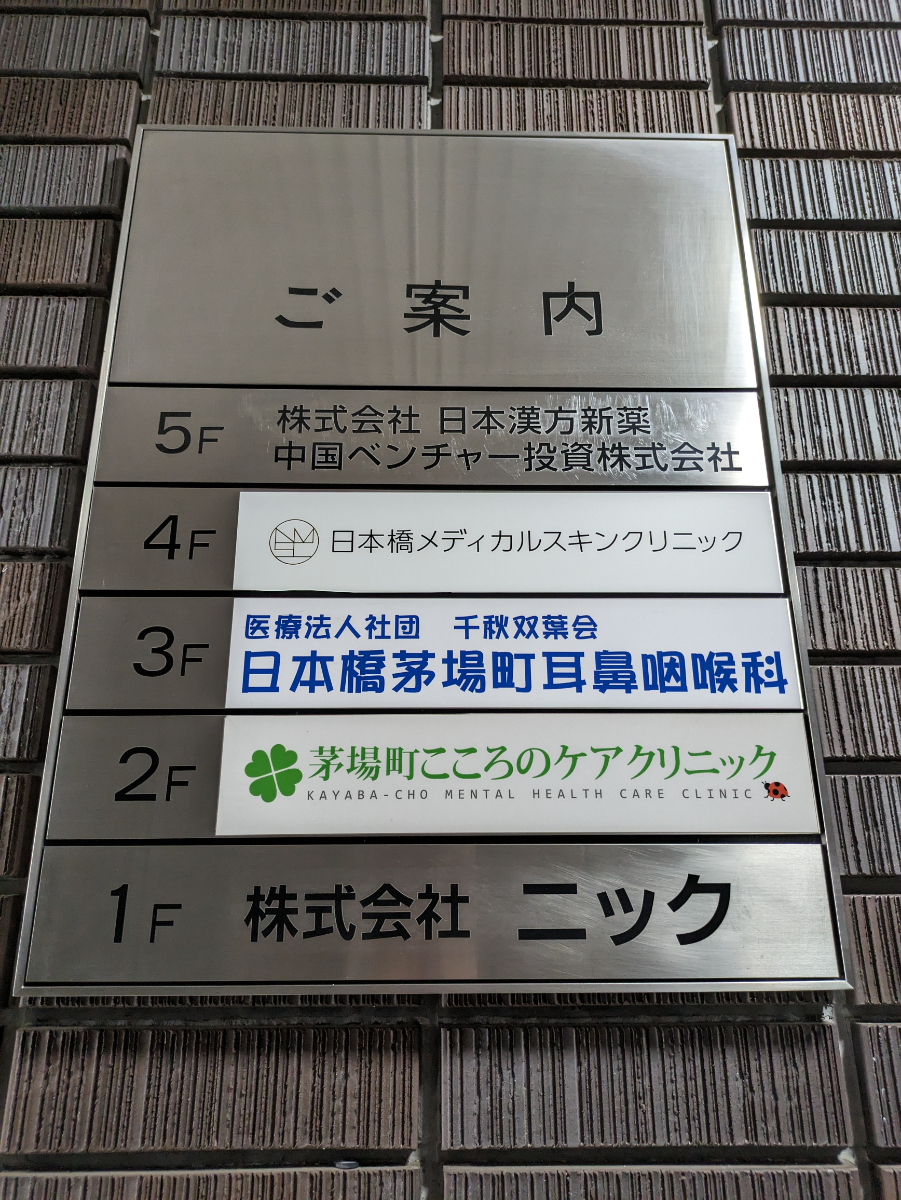 ご案内
5F 株式会社 日本漢方新薬
中国ベンチャー投資株式会社
4F 日本橋メディカルスキンクリニック
3F 医療法人社団 千秋双葉会
日本橋茅場町耳鼻咽喉科
2F 茅場町こころのケアクリニック
KAYABA-CHO MENTAL HEALTH CARE CLINIC
1F 株式会社 ニック